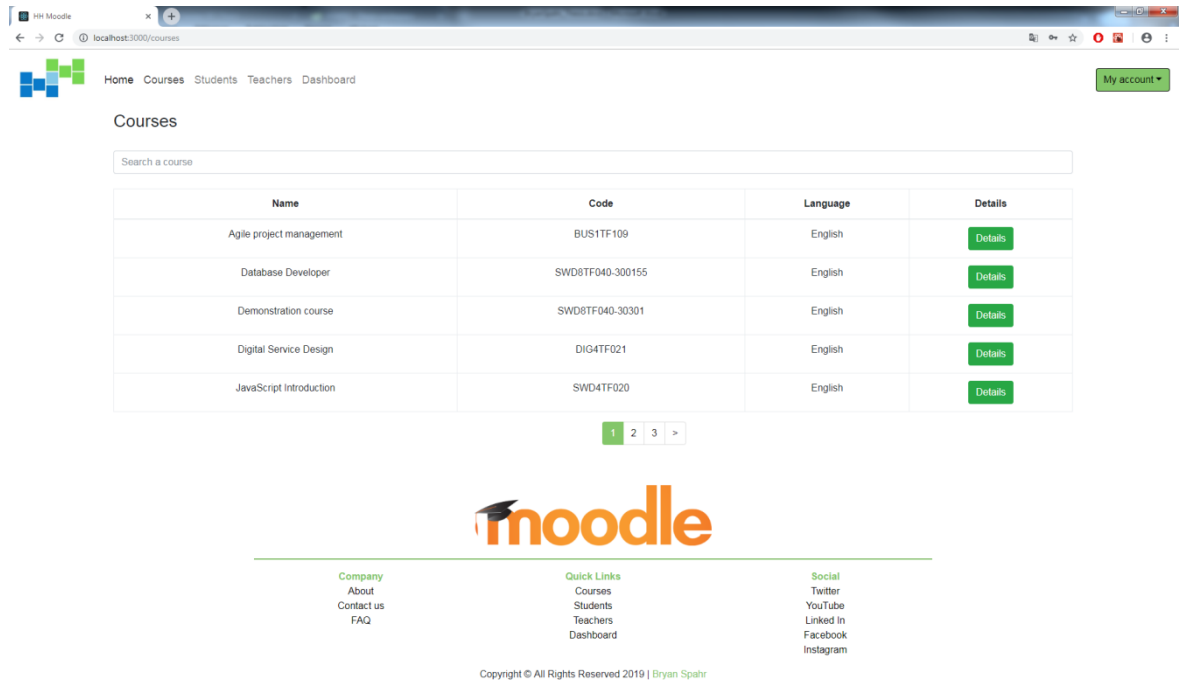 HH Moodle
localhost:3000/courses
Home Courses Students Teachers Dashboard
My account
Courses
Search a course
Name Code Language Details
Agile project management BUS1TF109 English Details
Database Developer SWD8TF040-300155 English Details
Demonstration course SWD8TF040-30301 English Details
Digital Service Design DIG4TF021 English Details
JavaScript Introduction SWD4TF020 English Details
1 2 3 >
moodle
Company Quick Links Social
About Courses Twitter
Contact us Students YouTube
FAQ Teachers Linked In
Dashboard Facebook
Instagram
Copyright © All Rights Reserved 2019 | Bryan Spahr